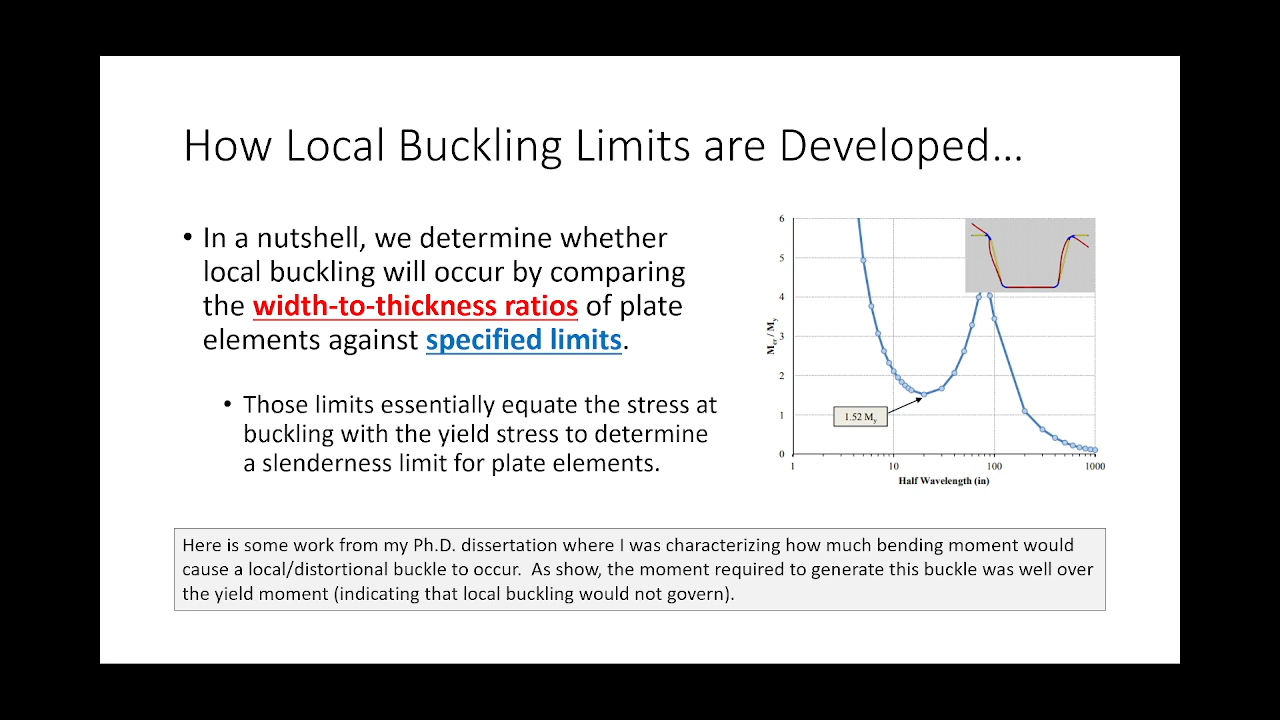 How Local Buckling Limits are Developed...
• In a nutshell, we determine whether
local buckling will occur by comparing
the width-to-thickness ratios of plate
elements against specified limits.
• Those limits essentially equate the stress at
buckling with the yield stress to determine
a slenderness limit for plate elements.
6
5
4
3
2
1
0
Mcr / My
1.52 My
1
10
100
1000
Half Wavelength (in)
Here is some work from my Ph.D. dissertation where I was characterizing how much bending moment would
cause a local/distortional buckle to occur. As show, the moment required to generate this buckle was well over
the yield moment (indicating that local buckling would not govern).